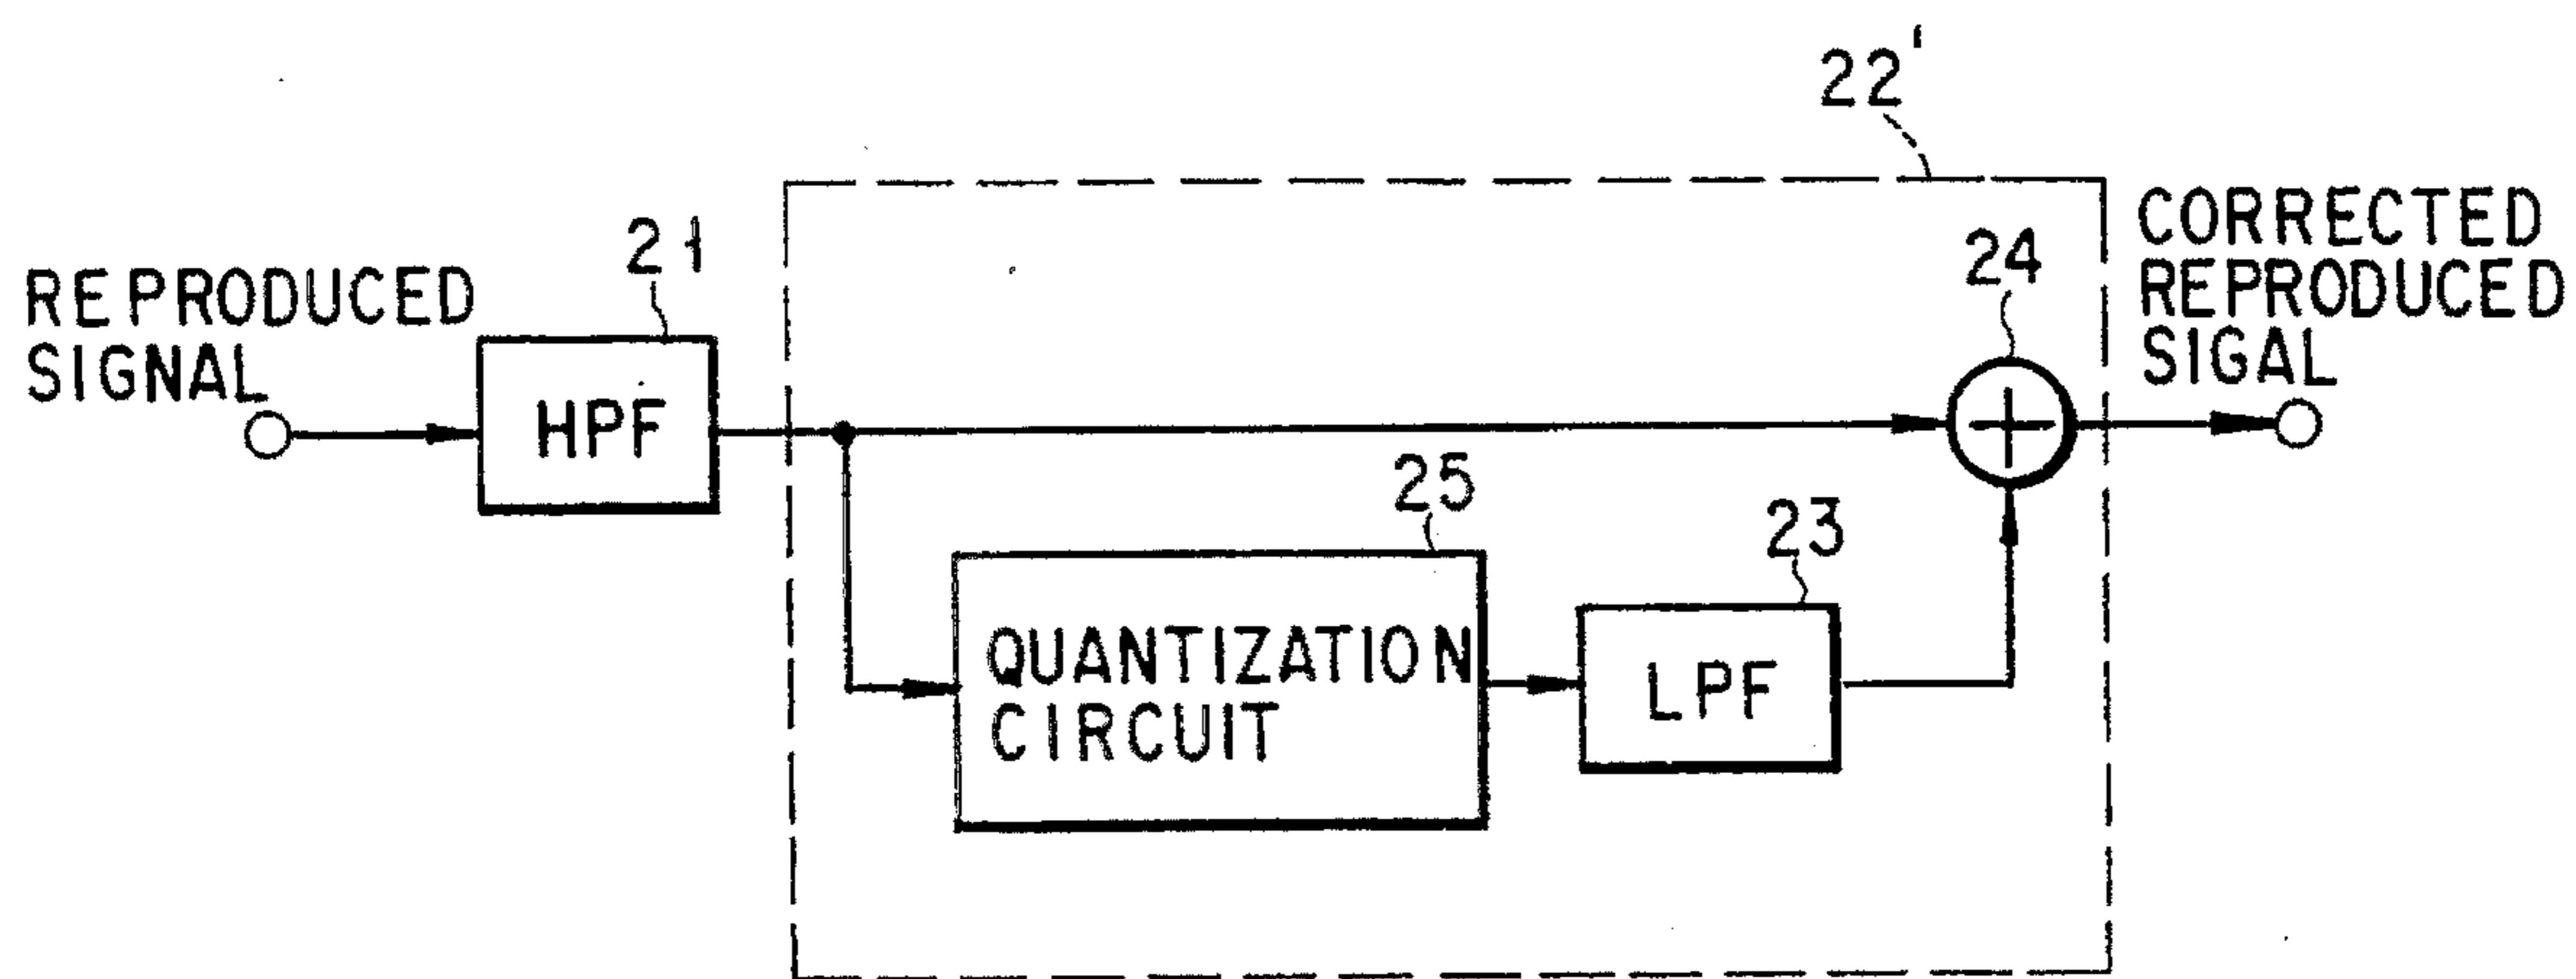 22'
REPRODUCED
SIGNAL
21
HPF
24
CORRECTED
REPRODUCED
SIGAL
25
QUANTIZATION
CIRCUIT
23
LPF